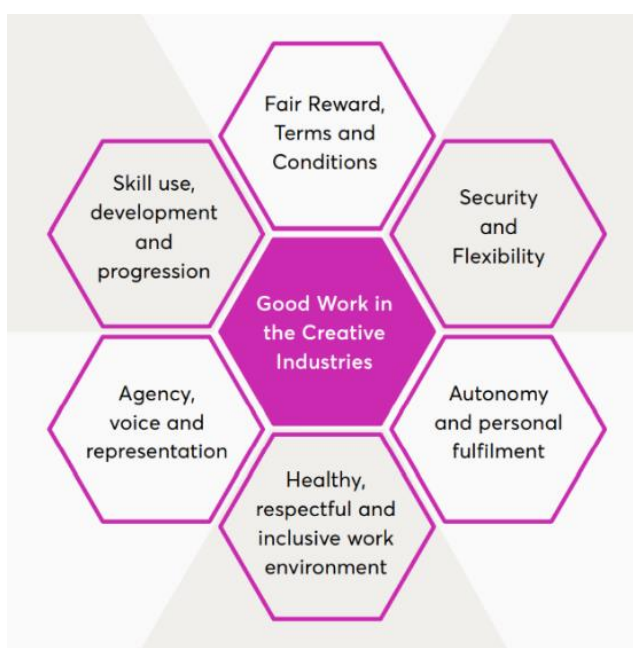 Fair Reward,
Terms and
Conditions
Skill use,
development
and
progression
Security
and
Flexibility
Good Work in
the Creative
Industries
Agency,
voice and
representation
Autonomy
and personal
fulfilment
Healthy,
respectful and
inclusive work
environment